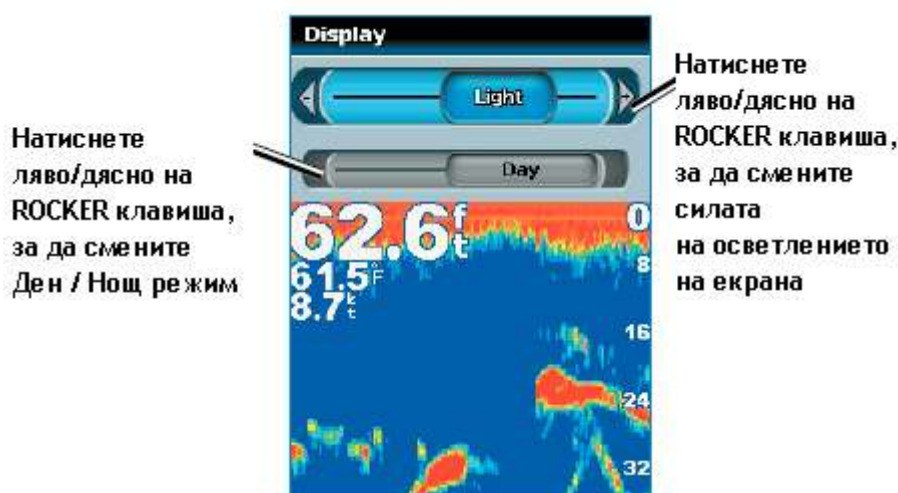 Display
Light
Day
62.6 ft
61.5°F
8.7 kt
0
8
16
24
32
Натиснете
ляво/дясно на
ROCKER клавиша,
за да смените
Ден / Нощ режим
Натиснете
ляво/дясно на
ROCKER клавиша,
за да смените
силата
на осветлението
на екрана